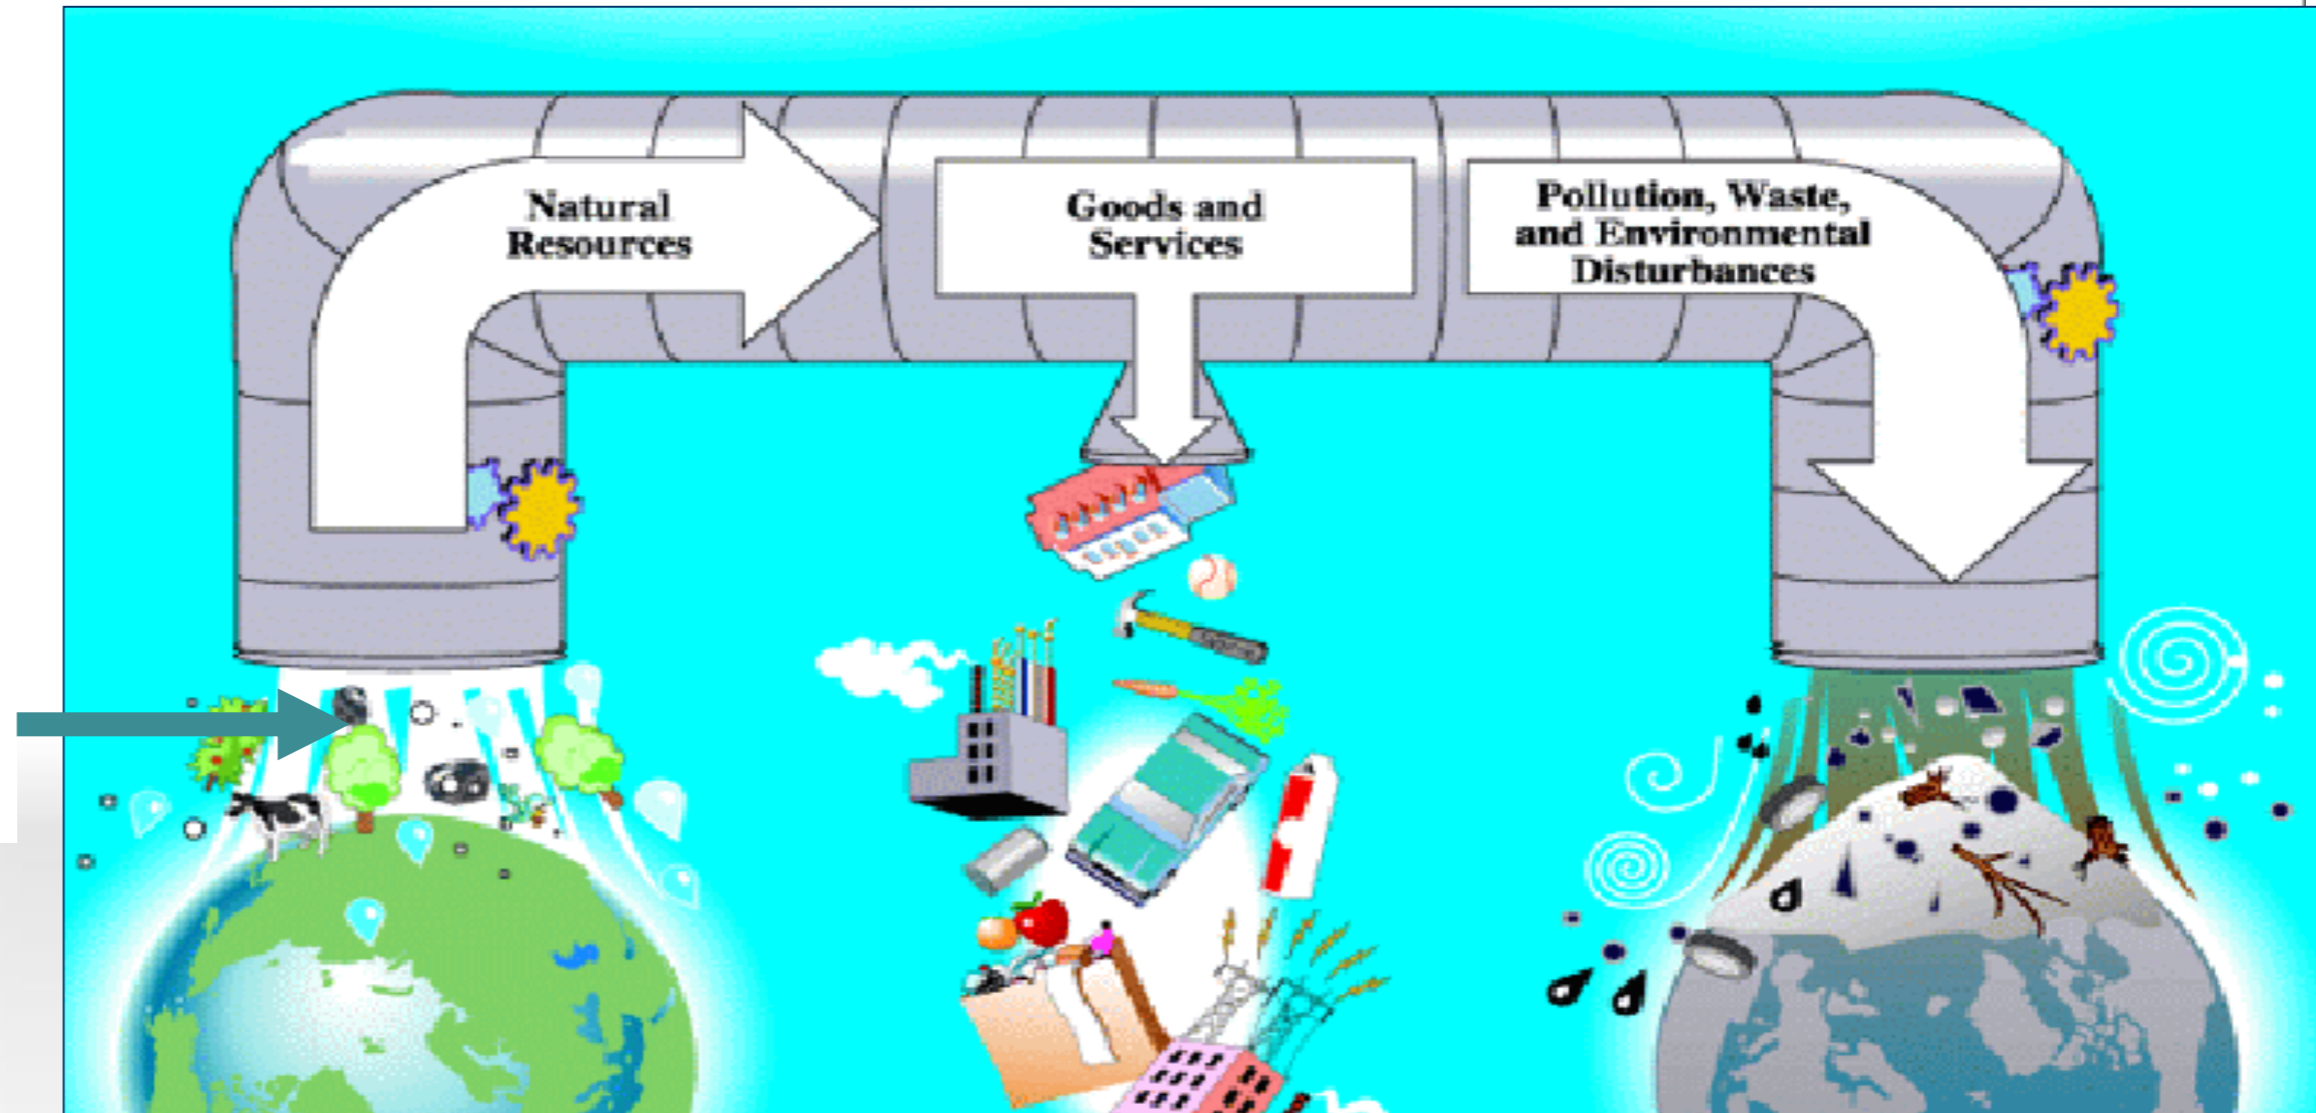 Natural
Resources
Goods and
Services
Pollution, Waste,
and Environmental
Disturbances